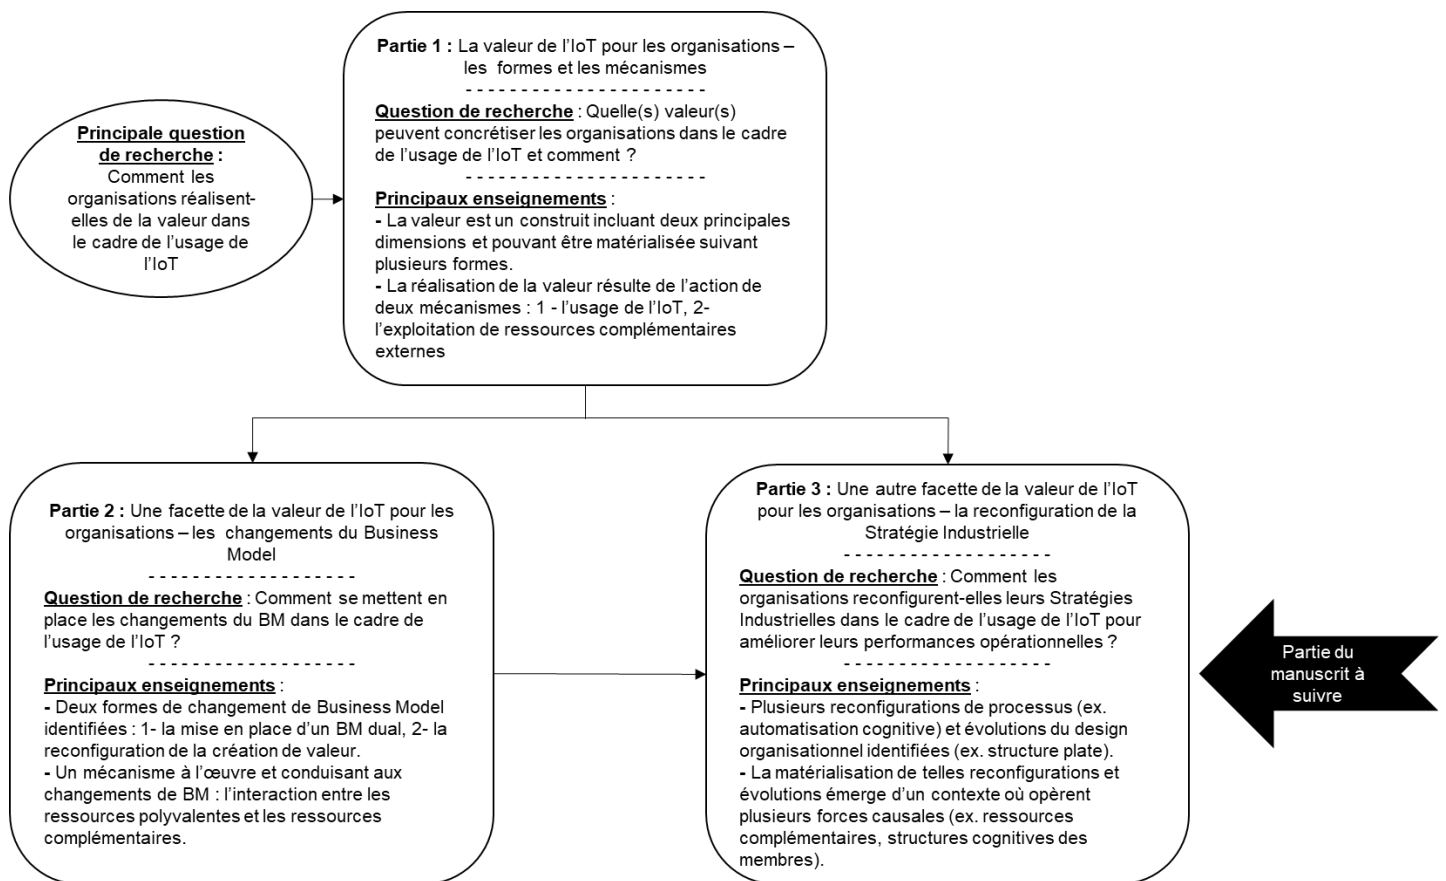 Principale question
de recherche :
Comment les
organisations réalisent-
elles de la valeur dans
le cadre de l’usage de
l’IoT
Partie 1 : La valeur de l’IoT pour les organisations –
les formes et les mécanismes
- - - - - - - - - - - - - - - - - - - - - -
Question de recherche : Quelle(s) valeur(s)
peuvent concrétiser les organisations dans le cadre
de l’usage de l’IoT et comment ?
- - - - - - - - - - - - - - - - - - - - - -
Principaux enseignements :
- La valeur est un construit incluant deux principales
dimensions et pouvant être matérialisée suivant
plusieurs formes.
- La réalisation de la valeur résulte de l’action de
deux mécanismes : 1 - l’usage de l’IoT, 2-
l’exploitation de ressources complémentaires
externes
Partie 2 : Une facette de la valeur de l’IoT pour les
organisations – les changements du Business
Model
- - - - - - - - - - - - - - - - - - -
Question de recherche : Comment se mettent en
place les changements du BM dans le cadre de
l’usage de l’IoT ?
- - - - - - - - - - - - - - - - - - -
Principaux enseignements :
- Deux formes de changement de Business Model
identifiées : 1- la mise en place d’un BM dual, 2- la
reconfiguration de la création de valeur.
- Un mécanisme à l’œuvre et conduisant aux
changements de BM : l’interaction entre les
ressources polyvalentes et les ressources
complémentaires.
Partie 3 : Une autre facette de la valeur de l’IoT
pour les organisations – la reconfiguration de la
Stratégie Industrielle
- - - - - - - - - - - - - - - - - - -
Question de recherche : Comment les
organisations reconfigurent-elles leurs Stratégies
Industrielles dans le cadre de l’usage de l’IoT pour
améliorer leurs performances opérationnelles ?
- - - - - - - - - - - - - - - - - - -
Principaux enseignements :
- Plusieurs reconfigurations de processus (ex.
automatisation cognitive) et évolutions du design
organisationnel identifiées (ex. structure plate).
- La matérialisation de telles reconfigurations et
évolutions émerge d’un contexte où opèrent
plusieurs forces causales (ex. ressources
complémentaires, structures cognitives des
membres).
Partie du
manuscrit à
suivre